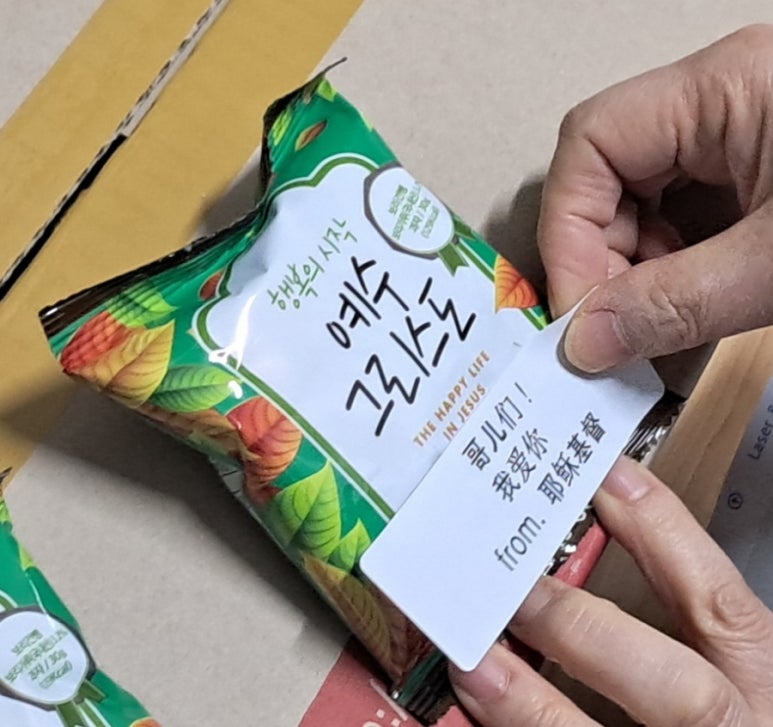 행복의 시작
예수
그리스도
THE HAPPY LIFE
IN JESUS
哥儿们！
我爱你
from. 耶稣基督
Laser